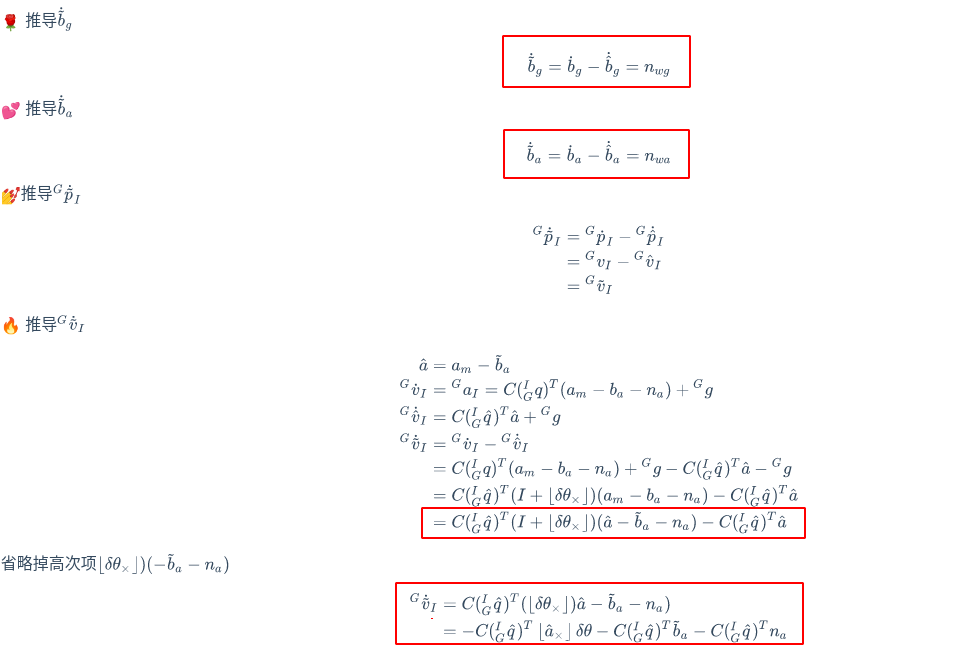 🌹 推导$\dot{\tilde{b}}_g$
$\dot{\tilde{b}}_g = \dot{b}_g - \dot{\hat{b}}_g = n_{wg}$
💕 推导$\dot{\tilde{b}}_a$
$\dot{\tilde{b}}_a = \dot{b}_a - \dot{\hat{b}}_a = n_{wa}$
💅推导${}^G\dot{\tilde{p}}_I$
${}^G\dot{\tilde{p}}_I = {}^G\dot{p}_I - {}^G\dot{\hat{p}}_I$
$= {}^Gv_I - {}^G\hat{v}_I$
$= {}^G\tilde{v}_I$
🔥 推导${}^G\dot{\tilde{v}}_I$
$\hat{a} = a_m - \tilde{b}_a$
${}^G\dot{v}_I = {}^Ga_I = C({}^I_Gq)^T(a_m - b_a - n_a) + {}^Gg$
${}^G\dot{\hat{v}}_I = C({}^I_G\hat{q})^T\hat{a} + {}^Gg$
${}^G\dot{\tilde{v}}_I = {}^G\dot{v}_I - {}^G\dot{\hat{v}}_I$
$= C({}^I_Gq)^T(a_m - b_a - n_a) + {}^Gg - C({}^I_G\hat{q})^T\hat{a} - {}^Gg$
$= C({}^I_G\hat{q})^T(I + \lfloor\delta\theta_\times\rfloor)(a_m - b_a - n_a) - C({}^I_G\hat{q})^T\hat{a}$
$= C({}^I_G\hat{q})^T(I + \lfloor\delta\theta_\times\rfloor)(\hat{a} - \tilde{b}_a - n_a) - C({}^I_G\hat{q})^T\hat{a}$
省略掉高次项$\lfloor\delta\theta_\times\rfloor)(-\tilde{b}_a - n_a)$
${}^G\dot{\tilde{v}}_I = C({}^I_G\hat{q})^T(\lfloor\delta\theta_\times\rfloor)\hat{a} - \tilde{b}_a - n_a)$
$= -C({}^I_G\hat{q})^T \lfloor\hat{a}_\times\rfloor \delta\theta - C({}^I_G\hat{q})^T\tilde{b}_a - C({}^I_G\hat{q})^Tn_a$